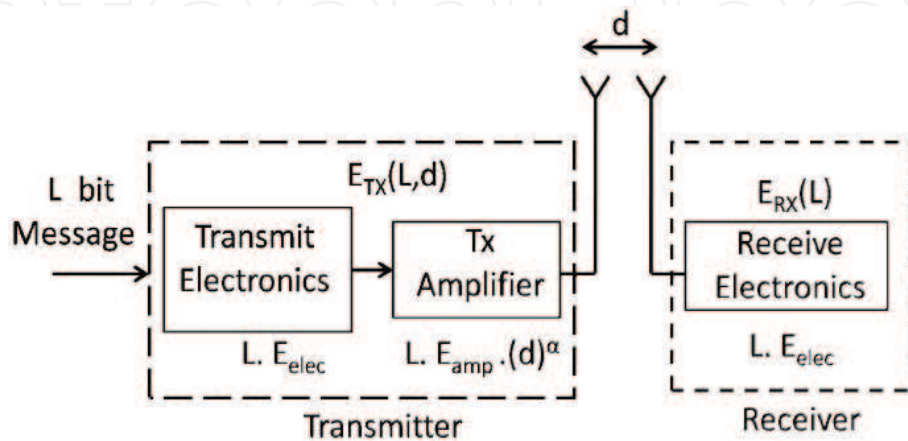 d
L bit
Message
E_TX(L,d)
Transmit
Electronics
L. E_elec
Tx
Amplifier
L. E_amp .(d)^α
Transmitter
E_RX(L)
Receive
Electronics
L. E_elec
Receiver